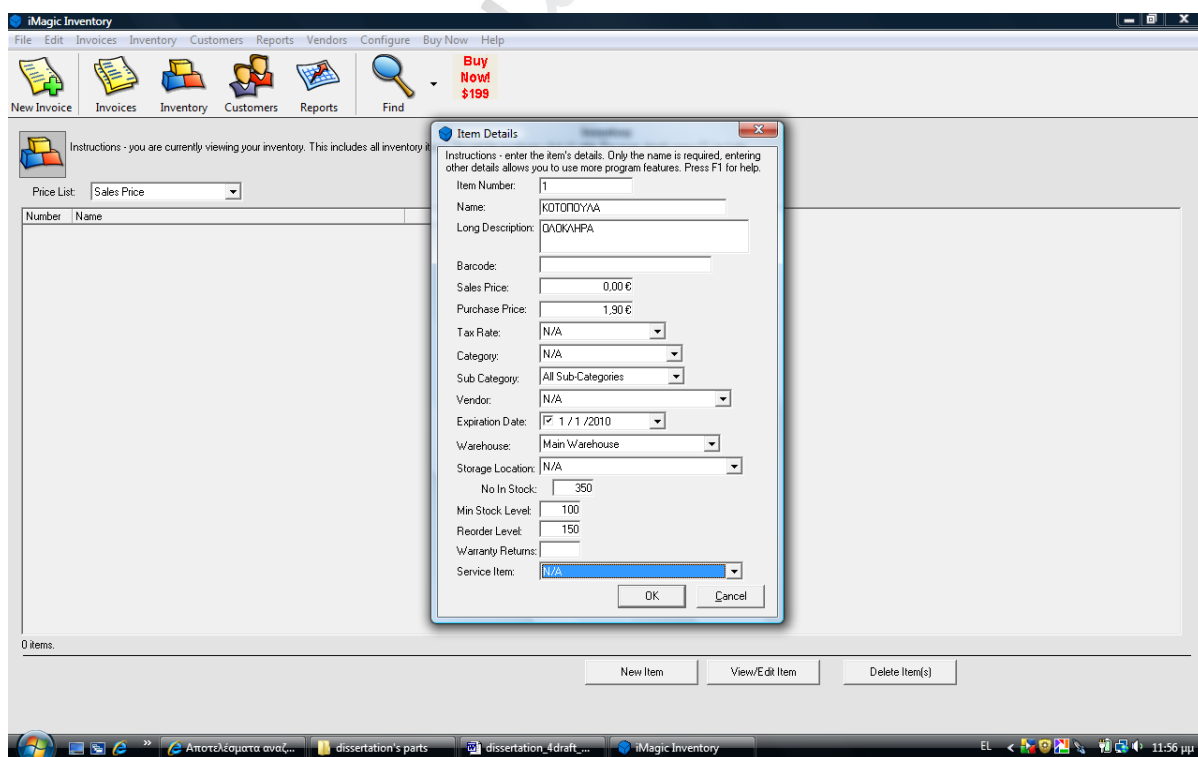 iMagic Inventory
File Edit Invoices Inventory Customers Reports Vendors Configure Buy Now Help
Buy
Now!
$199
New Invoice Invoices Inventory Customers Reports Find
Instructions - you are currently viewing your inventory. This includes all inventory it
Price List: Sales Price
Number Name
Item Details
Instructions - enter the item's details. Only the name is required, entering
other details allows you to use more program features. Press F1 for help.
Item Number: 1
Name: ΚΟΤΟΠΟΥΛΑ
Long Description: ΟΛΟΚΛΗΡΑ
Barcode:
Sales Price: 0,00 €
Purchase Price: 1,90 €
Tax Rate: N/A
Category: N/A
Sub Category: All Sub-Categories
Vendor: N/A
Expiration Date: 1 / 1 /2010
Warehouse: Main Warehouse
Storage Location: N/A
No In Stock: 350
Min Stock Level: 100
Reorder Level: 150
Warranty Returns:
Service Item: N/A
OK Cancel
0 items.
New Item View/Edit Item Delete Item(s)
» Αποτελέσματα αναζ... dissertation's parts dissertation_4draft_... iMagic Inventory EL < 11:56 μμ